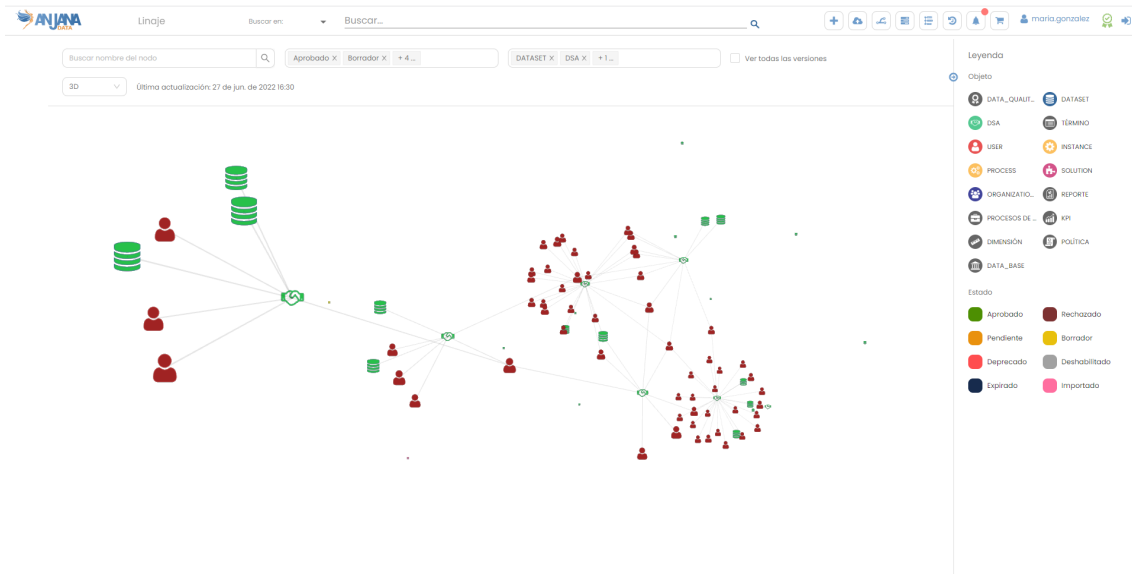 ANJANA
DATA
Linaje
Buscar en:
Buscar...
maria.gonzalez
Buscar nombre del nodo
Aprobado X Borrador X + 4 ...
DATASET X DSA X + 1 ...
Ver todas las versiones
3D
Última actualización: 27 de jun. de 2022 16:30
Leyenda
Objeto
DATA_QUALIT... DATASET
DSA TÉRMINO
USER INSTANCE
PROCESS SOLUTION
ORGANIZATIO... REPORTE
PROCESOS DE ... KPI
DIMENSIÓN POLÍTICA
DATA_BASE
Estado
Aprobado Rechazado
Pendiente Borrador
Deprecado Deshabilitado
Expirado Importado